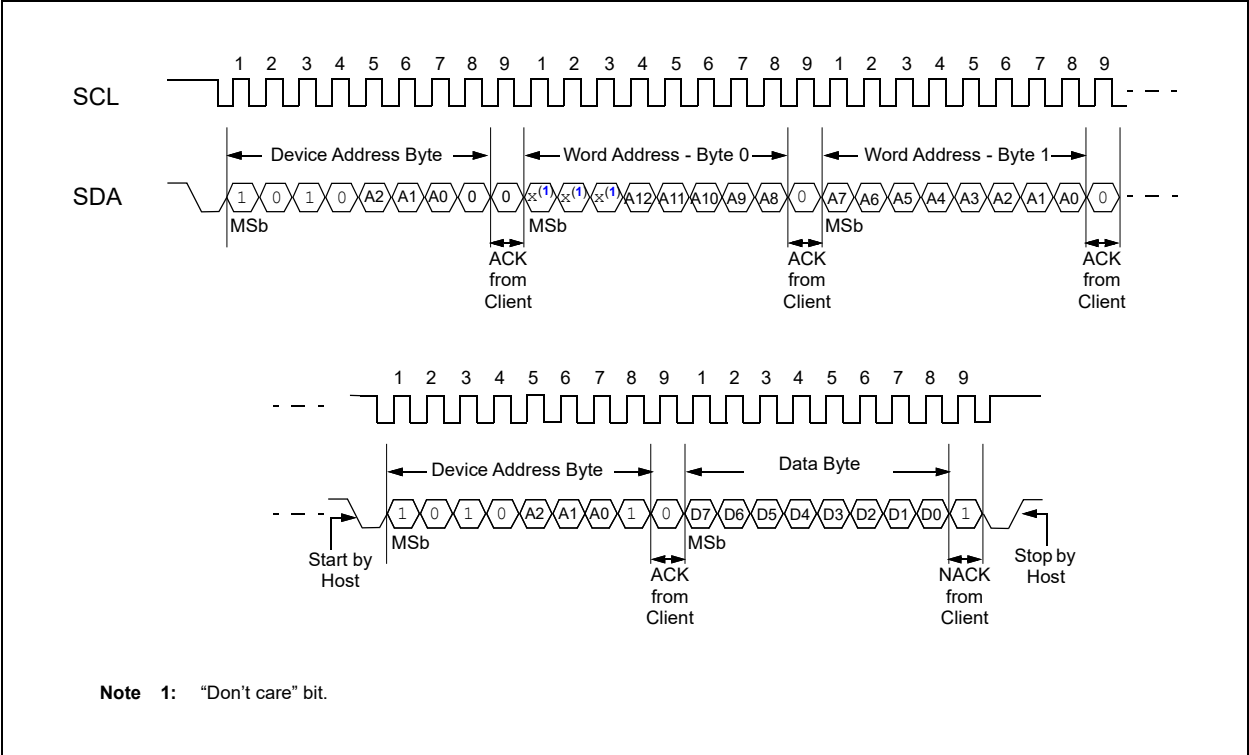 1 2 3 4 5 6 7 8 9 1 2 3 4 5 6 7 8 9 1 2 3 4 5 6 7 8 9
SCL
Device Address Byte Word Address - Byte 0 Word Address - Byte 1
SDA 1 0 1 0 A2 A1 A0 0 0 x(1) x(1) x(1) A12 A11 A10 A9 A8 0 A7 A6 A5 A4 A3 A2 A1 A0 0
MSb MSb MSb
ACK ACK ACK
from from from
Client Client Client
1 2 3 4 5 6 7 8 9 1 2 3 4 5 6 7 8 9
Device Address Byte Data Byte
1 0 1 0 A2 A1 A0 1 0 D7 D6 D5 D4 D3 D2 D1 D0 1
MSb MSb
Start by Stop by
Host Host
ACK NACK
from from
Client Client
Note 1: “Don’t care” bit.